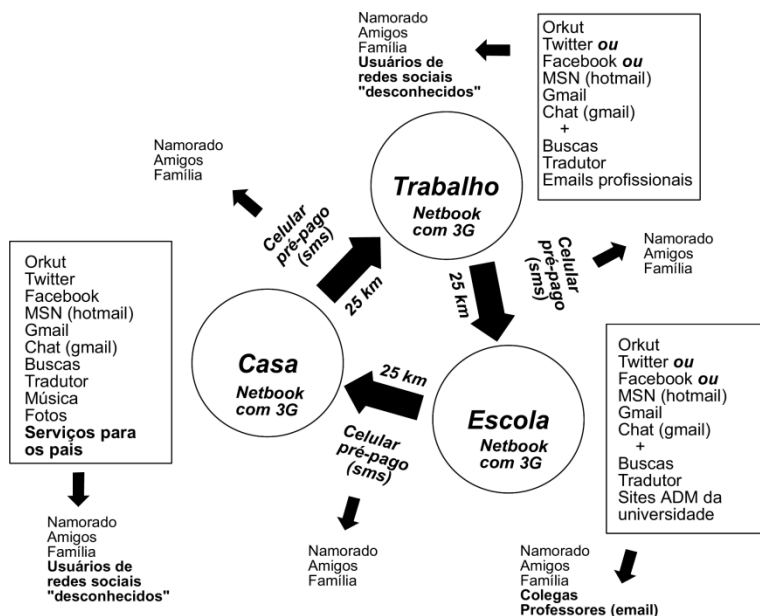 Namorado
Amigos
Família
Usuários de
redes sociais
"desconhecidos"
Orkut
Twitter ou
Facebook ou
MSN (hotmail)
Gmail
Chat (gmail)
+
Buscas
Tradutor
Emails profissionais
Trabalho
Netbook
com 3G
Namorado
Amigos
Família
Celular
pré-pago
(sms)
25 km
Celular
pré-pago
(sms)
25 km
Namorado
Amigos
Família
Orkut
Twitter
Facebook
MSN (hotmail)
Gmail
Chat (gmail)
Buscas
Tradutor
Música
Fotos
Serviços para
os pais
Casa
Netbook
com 3G
25 km
Celular
pré-pago
(sms)
Escola
Netbook
com 3G
Orkut
Twitter ou
Facebook ou
MSN (hotmail)
Gmail
Chat (gmail)
+
Buscas
Tradutor
Sites ADM da
universidade
Namorado
Amigos
Família
Usuários de
redes sociais
"desconhecidos"
Namorado
Amigos
Família
Namorado
Amigos
Família
Colegas
Professores (email)